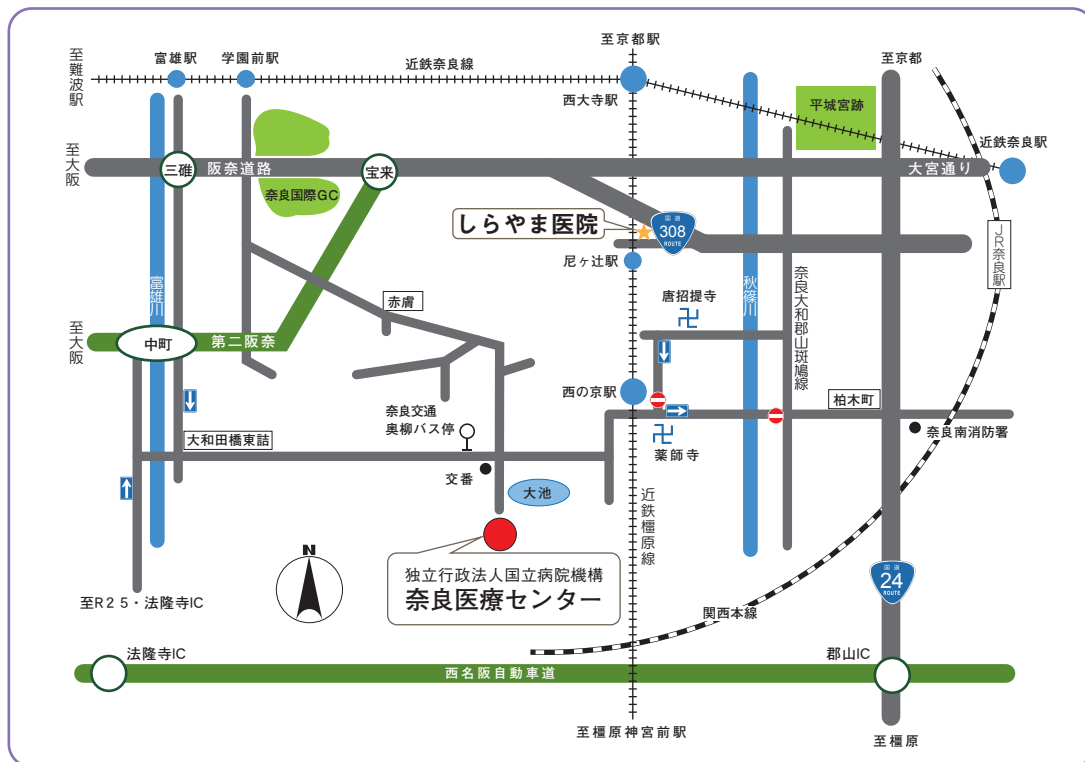 至京都駅
富雄駅
学園前駅
近鉄奈良線
至京都
至難波駅
西大寺駅
平城宮跡
近鉄奈良駅
至大阪
三碓
阪奈道路
宝来
大宮通り
奈良国際GC
しらやま医院
国道
308
ROUTE
JR奈良駅
尼ヶ辻駅
富雄川
秋篠川
奈良大和郡山斑鳩線
赤膚
唐招提寺
至大阪
中町
第二阪奈
西の京駅
柏木町
奈良交通
奥柳バス停
奈良南消防署
大和田橋東詰
薬師寺
交番
大池
近鉄橿原線
N
独立行政法人国立病院機構
奈良医療センター
国道
24
ROUTE
至R25・法隆寺IC
関西本線
法隆寺IC
郡山IC
西名阪自動車道
至橿原神宮前駅
至橿原